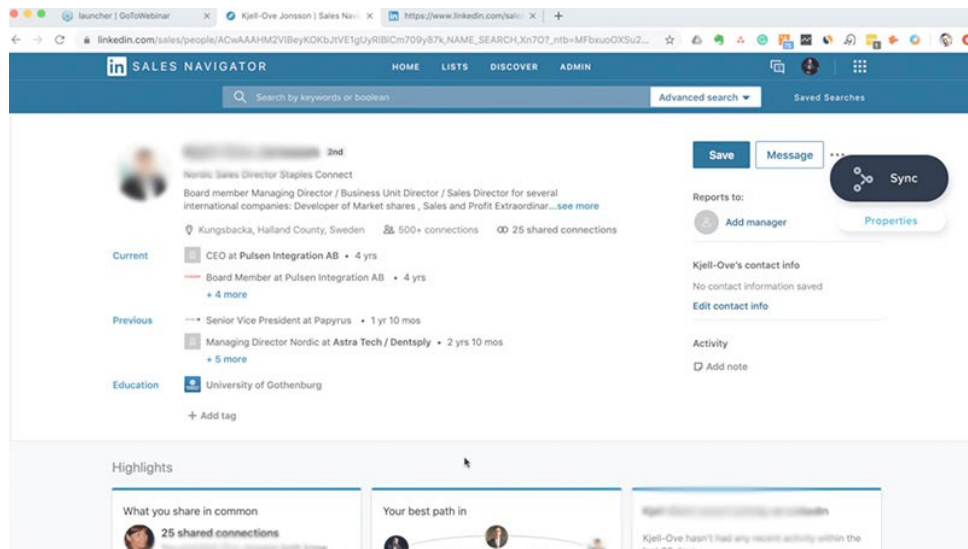 launcher | GoToWebinar
Kjell-Ove Jonsson | Sales Navi
https://www.linkedin.com/sale
linkedin.com/sales/people/ACwAAAHM2VIBeyKOKbJtVE1gUyRIBICm709y87k,NAME_SEARCH,Xn7O?_ntb=MFbxuoOXSu2...
in SALES NAVIGATOR
HOME LISTS DISCOVER ADMIN
Search by keywords or boolean
Advanced search
Saved Searches
2nd
Nordic Sales Director Staples Connect
Board member Managing Director / Business Unit Director / Sales Director for several
international companies: Developer of Market shares , Sales and Profit Extraordinar...see more
Kungsbacka, Halland County, Sweden 500+ connections 25 shared connections
Save Message ...
Sync
Properties
Reports to:
Add manager
Kjell-Ove's contact info
No contact information saved
Edit contact info
Activity
Add note
Current
CEO at Pulsen Integration AB • 4 yrs
Board Member at Pulsen Integration AB • 4 yrs
+ 4 more
Previous
Senior Vice President at Papyrus • 1 yr 10 mos
Managing Director Nordic at Astra Tech / Dentsply • 2 yrs 10 mos
+ 5 more
Education
University of Gothenburg
+ Add tag
Highlights
What you share in common
25 shared connections
Your best path in
Kjell-Ove hasn't had any recent activity within the